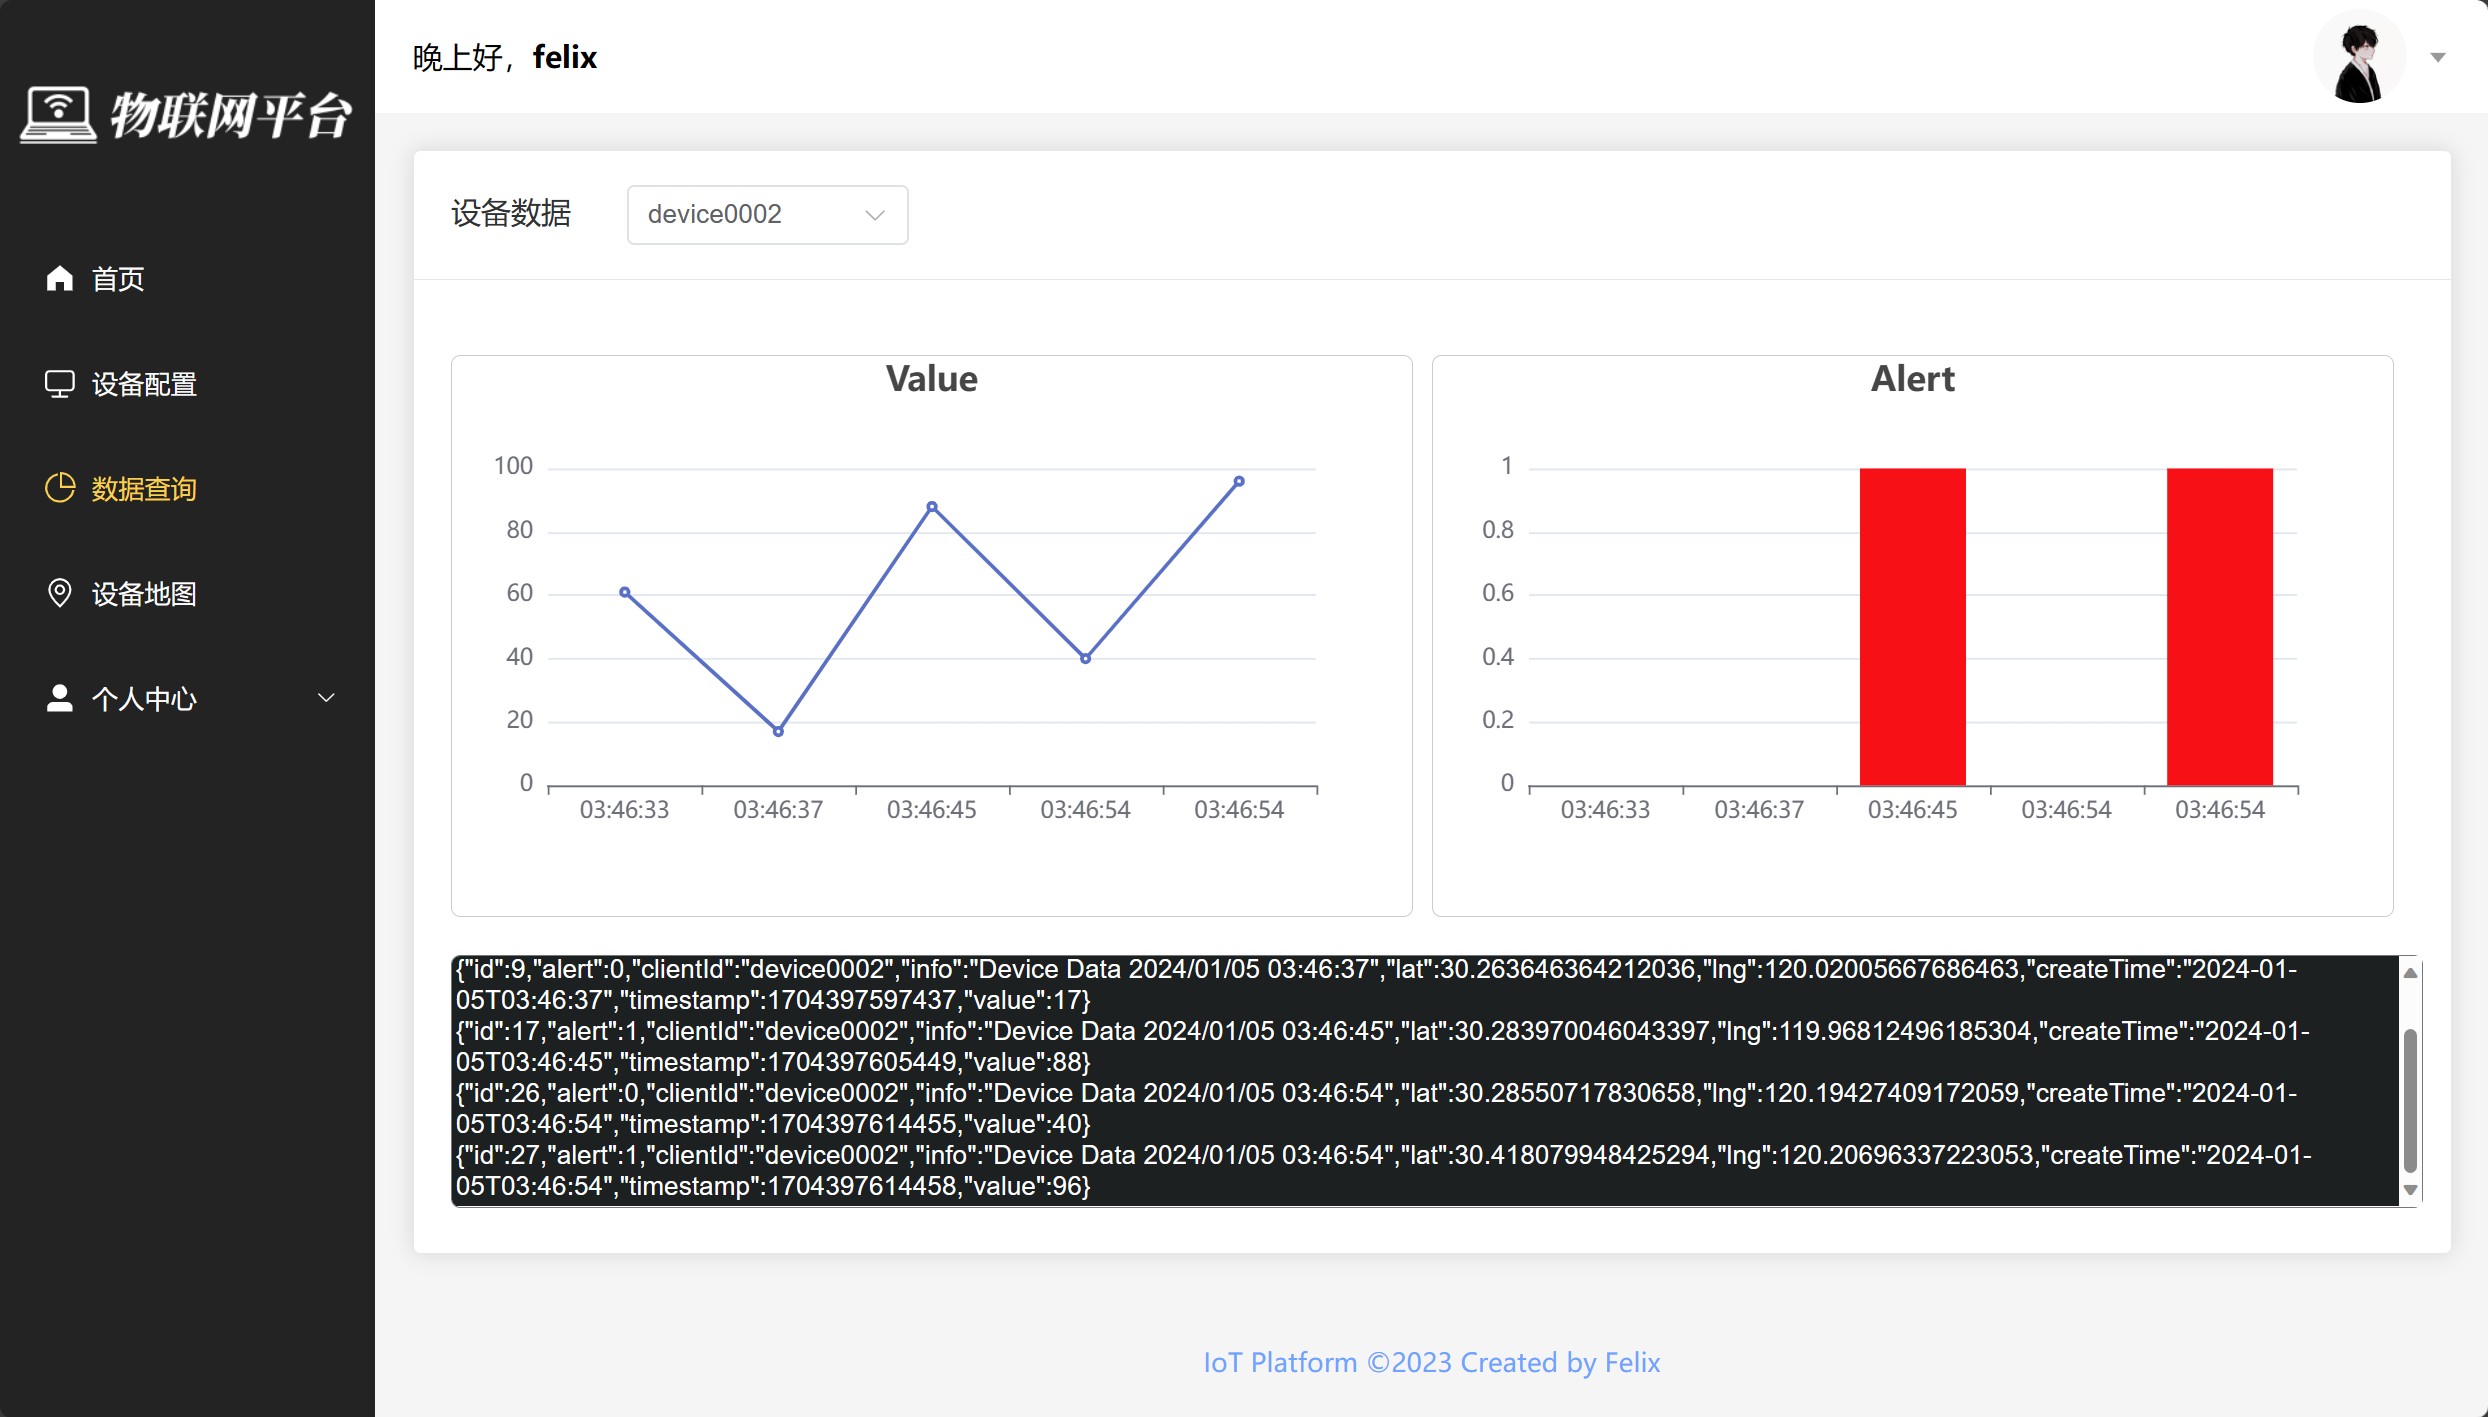 物联网平台
首页
设备配置
数据查询
设备地图
个人中心
晚上好，felix
设备数据
device0002
Value
100
80
60
40
20
0
03:46:33 03:46:37 03:46:45 03:46:54 03:46:54
Alert
1
0.8
0.6
0.4
0.2
0
03:46:33 03:46:37 03:46:45 03:46:54 03:46:54
{"id":9,"alert":0,"clientId":"device0002","info":"Device Data 2024/01/05 03:46:37","lat":30.263646364212036,"lng":120.02005667686463,"createTime":"2024-01-
05T03:46:37","timestamp":1704397597437,"value":17}
{"id":17,"alert":1,"clientId":"device0002","info":"Device Data 2024/01/05 03:46:45","lat":30.283970046043397,"lng":119.96812496185304,"createTime":"2024-01-
05T03:46:45","timestamp":1704397605449,"value":88}
{"id":26,"alert":0,"clientId":"device0002","info":"Device Data 2024/01/05 03:46:54","lat":30.28550717830658,"lng":120.19427409172059,"createTime":"2024-01-
05T03:46:54","timestamp":1704397614455,"value":40}
{"id":27,"alert":1,"clientId":"device0002","info":"Device Data 2024/01/05 03:46:54","lat":30.418079948425294,"lng":120.20696337223053,"createTime":"2024-01-
05T03:46:54","timestamp":1704397614458,"value":96}
IoT Platform ©2023 Created by Felix